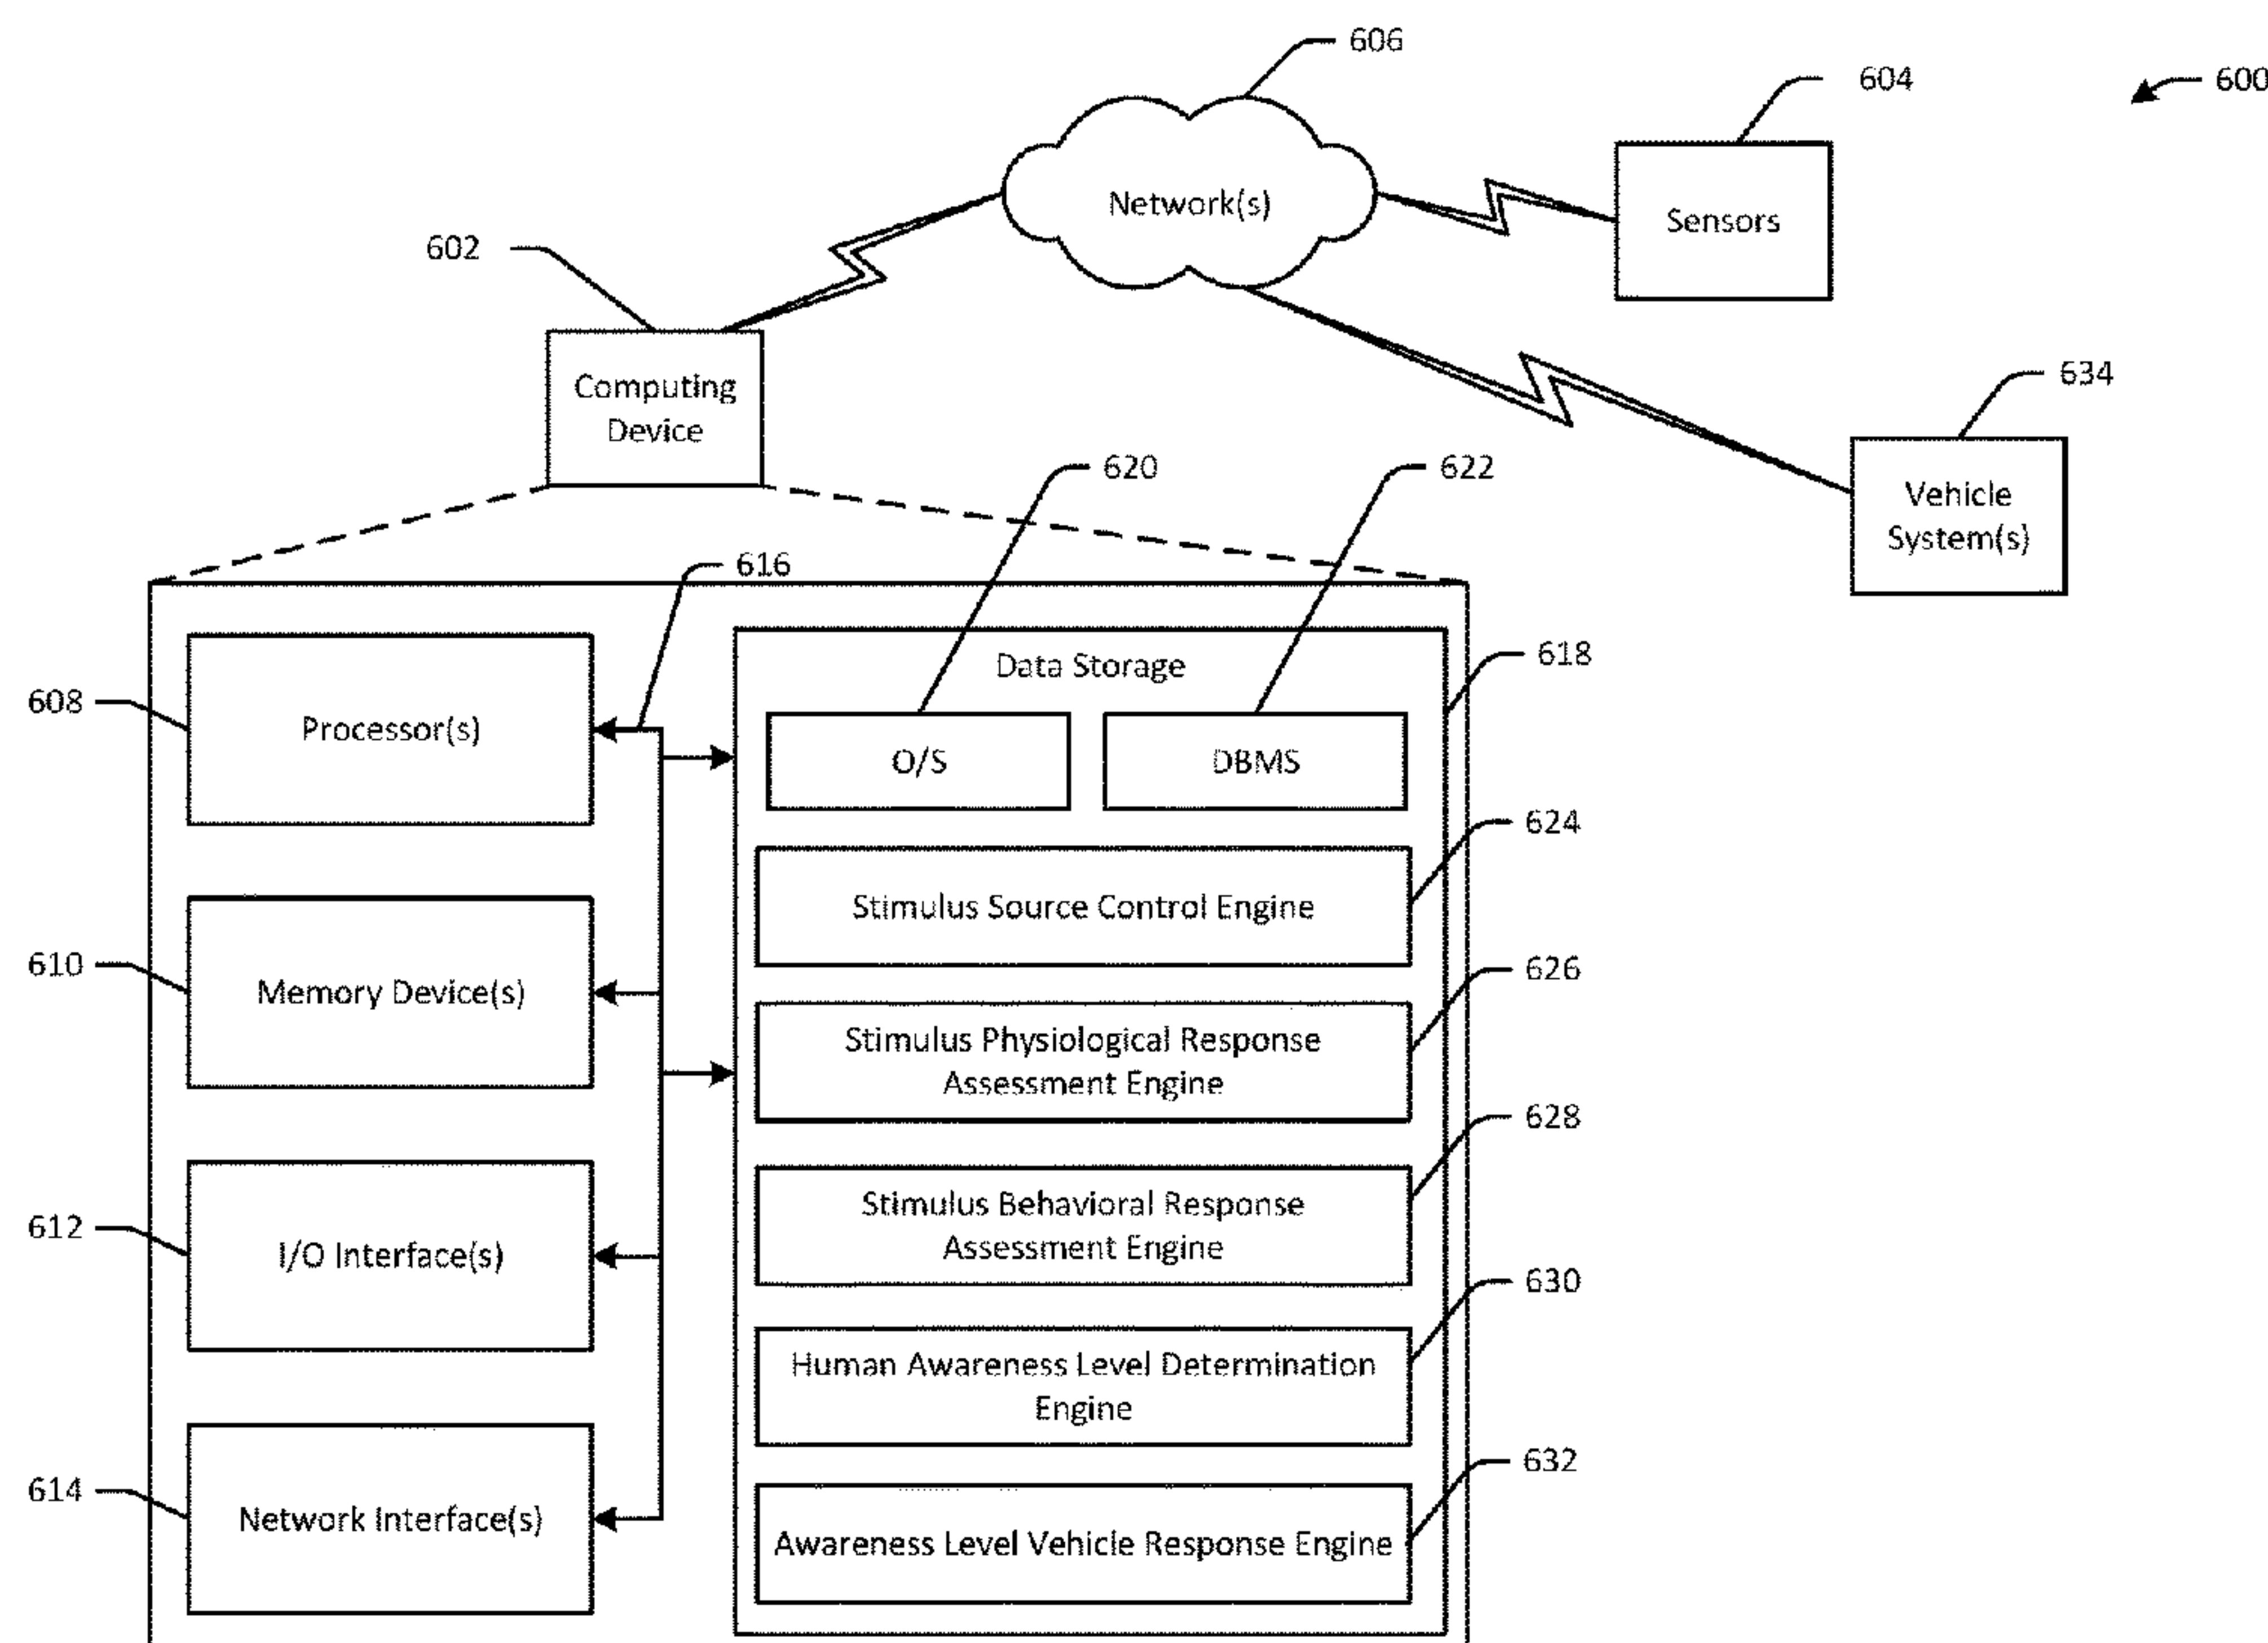 606
604
600
Network(s)
Sensors
602
Computing
Device
634
Vehicle
System(s)
620
622
616
618
Data Storage
608
Processor(s)
O/S
DBMS
624
Stimulus Source Control Engine
610
Memory Device(s)
626
Stimulus Physiological Response
Assessment Engine
628
Stimulus Behavioral Response
Assessment Engine
612
I/O Interface(s)
630
Human Awareness Level Determination
Engine
614
Network Interface(s)
632
Awareness Level Vehicle Response Engine